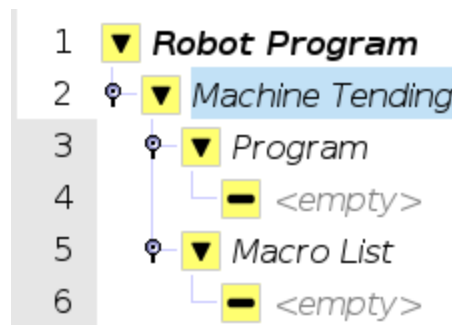 1 Robot Program
2 Machine Tending
3 Program
4 <empty>
5 Macro List
6 <empty>